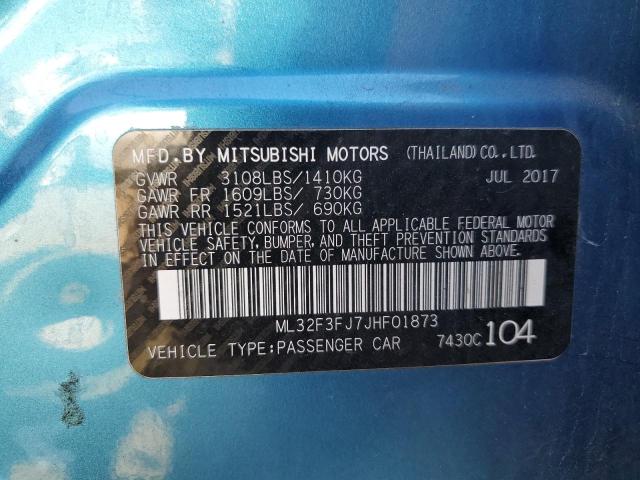 MFD.BY MITSUBISHI MOTORS (THAILAND)CO.,LTD.
GVWR 3108LBS/1410KG JUL 2017
GAWR FR 1609LBS/ 730KG
GAWR RR 1521LBS/ 690KG
THIS VEHICLE CONFORMS TO ALL APPLICABLE FEDERAL MOTOR
VEHICLE SAFETY, BUMPER, AND THEFT PREVENTION STANDARDS
IN EFFECT ON THE DATE OF MANUFACTURE SHOWN ABOVE.
ML32F3FJ7JHF01873
VEHICLE TYPE:PASSENGER CAR 7430C 104